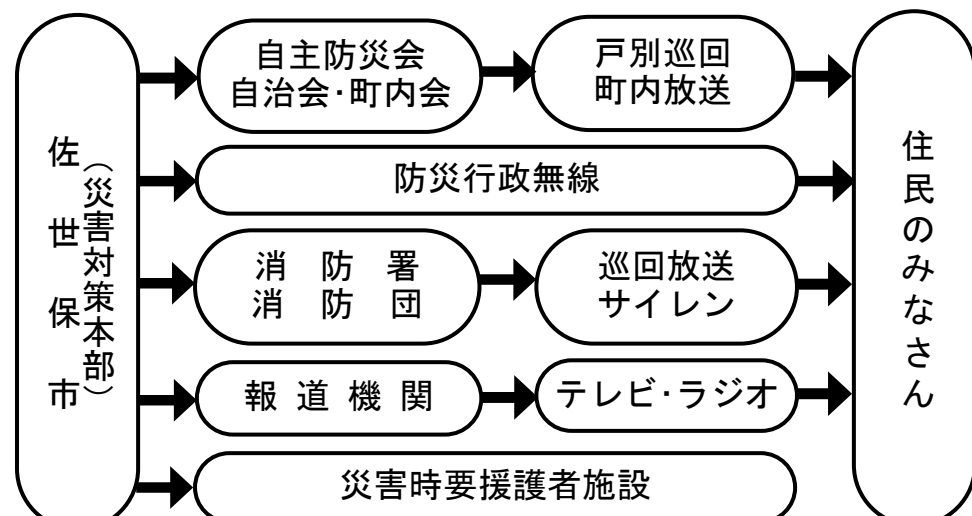 佐世保市
（災害対策本部）
自主防災会
自治会･町内会
戸別巡回
町内放送
防災行政無線
消防署
消防団
巡回放送
サイレン
報道機関
テレビ･ラジオ
災害時要援護者施設
住民のみなさん